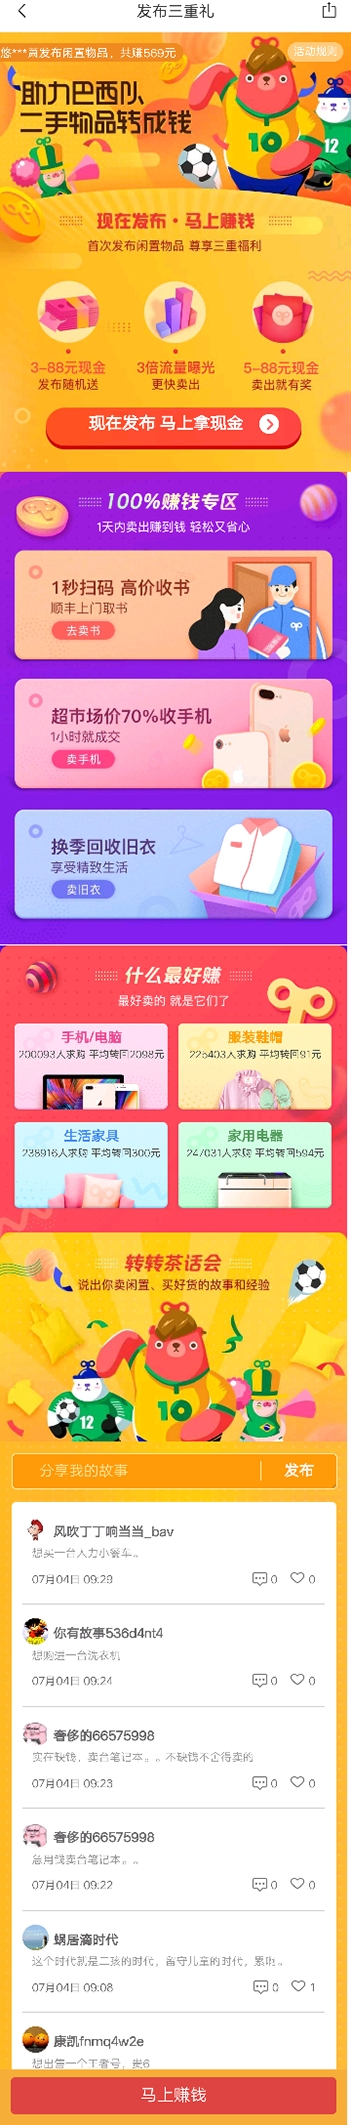 发布三重礼
悠***肩发布闲置物品，共赚569元
活动规则
助力巴西队
二手物品转成钱
10
12
现在发布·马上赚钱
首次发布闲置物品 尊享三重福利
3-88元现金
3倍流量曝光
5-88元现金
发布随机送
更快卖出
卖出就有奖
现在发布 马上拿现金
100%赚钱专区
1天内卖出赚到钱 轻松又省心
1秒扫码 高价收书
顺丰上门取书
去卖书
超市场价70%收手机
1小时就成交
卖手机
换季回收旧衣
享受精致生活
卖旧衣
什么最好赚
最好卖的 就是它们了
手机/电脑
200093人求购 平均转回2098元
服装鞋帽
225403人求购 平均转回91元
生活家具
238916人求购 平均转回300元
家用电器
247031人求购 平均转回594元
转转茶话会
说出你卖闲置、买好货的故事和经验
12
10
分享我的故事
发布
风吹丁丁响当当_bav
想买一台人力小餐车。
07月04日 09:29
0
0
你有故事536d4nt4
想购进一台洗衣机
07月04日 09:24
0
0
奢侈的66575998
实在缺钱，卖台笔记本。。不缺钱不舍得卖的
07月04日 09:23
0
0
奢侈的66575998
急用钱卖台笔记本。。
07月04日 09:22
0
0
蜗居滴时代
这个时代就是二孩的时代，留守儿童的时代，累啊。
07月04日 09:08
0
1
康凯fnmq4w2e
想出售一个工者号，
马上赚钱